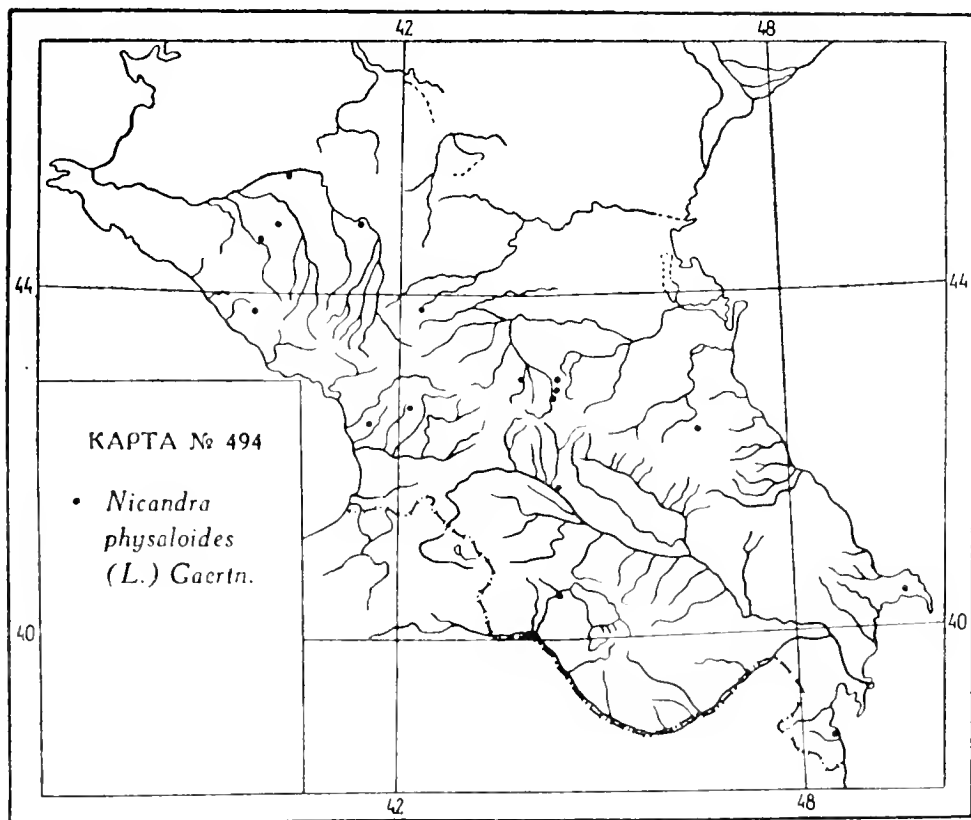 42 48
44 44
КАРТА № 494
• Nicandra
physaloides
(L.) Gaertn.
40 40
42 48